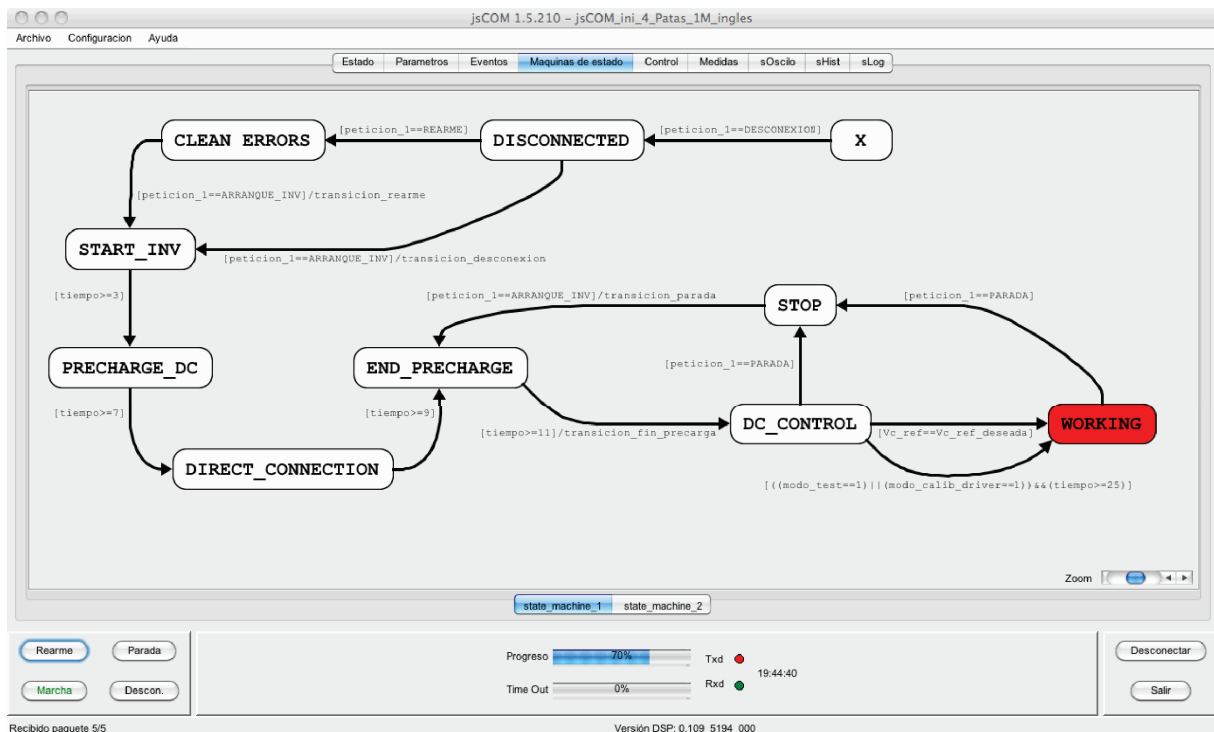 jsCOM 1.5.210 – jsCOM_ini_4_Patas_1M_ingles
Archivo Configuracion Ayuda
Estado Parametros Eventos Maquinas de estado Control Medidas sOscilo sHist sLog
[peticion_1==REARME]
[peticion_1==DESCONEXION]
CLEAN ERRORS
DISCONNECTED
X
[peticion_1==ARRANQUE_INV]/transicion_rearme
START_INV
[peticion_1==ARRANQUE_INV]/transicion_desconexion
[tiempo>=3]
[peticion_1==ARRANQUE_INV]/transicion_parada
[peticion_1==PARADA]
STOP
PRECHARGE_DC
END_PRECHARGE
[peticion_1==PARADA]
[tiempo>=7]
[tiempo>=9]
[tiempo>=11]/transicion_fin_precarga
DC_CONTROL
[Vc_ref==Vc_ref_deseada]
WORKING
DIRECT_CONNECTION
[((modo_test==1)||(modo_calib_driver==1))&&(tiempo>=25)]
Zoom
state_machine_1 state_machine_2
Rearme Parada
Progreso 70% Txd
Desconectar
19:44:40
Marcha Descon.
Time Out 0% Rxd
Salir
Recibido paquete 5/5
Versión DSP: 0.109_5194_000